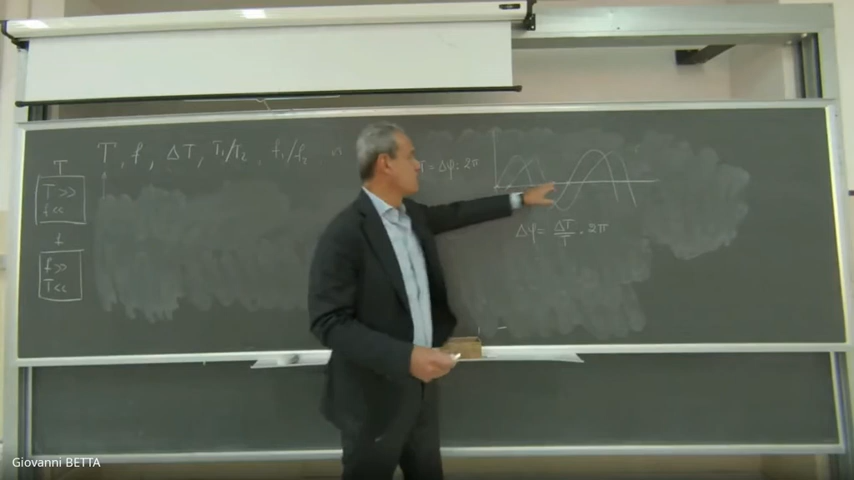 T, f, ΔT, T1/T2, f1/f2
= Δφ · 2π
T
T >>
f <<
Δφ = ΔT/T · 2π
f
f >>
T <<
Giovanni BETTA